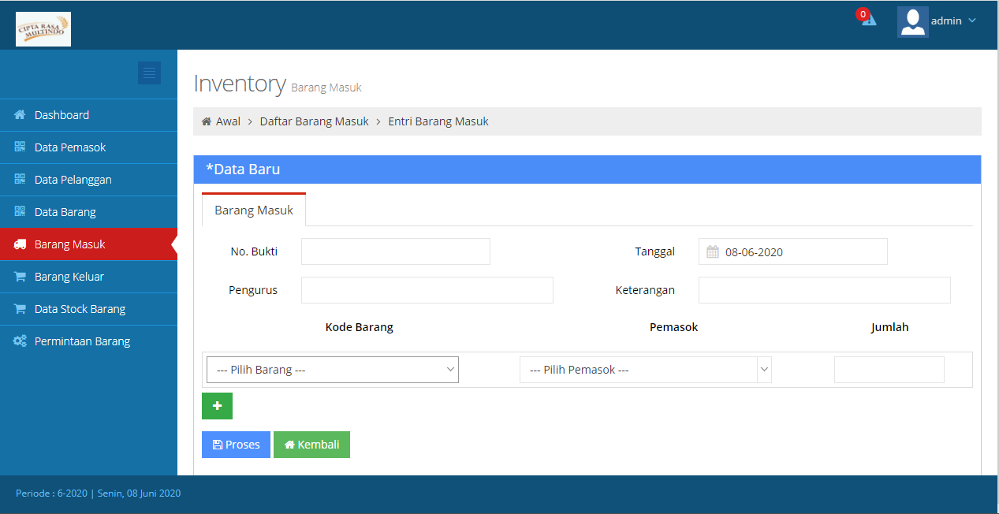 CIPTA RASA
MULTINDO
0
admin
Inventory Barang Masuk
Awal > Daftar Barang Masuk > Entri Barang Masuk
Dashboard
Data Pemasok
Data Pelanggan
Data Barang
Barang Masuk
Barang Keluar
Data Stock Barang
Permintaan Barang
*Data Baru
Barang Masuk
No. Bukti
Tanggal 08-06-2020
Pengurus
Keterangan
Kode Barang Pemasok Jumlah
--- Pilih Barang --- --- Pilih Pemasok ---
+
Proses Kembali
Periode : 6-2020 | Senin, 08 Juni 2020